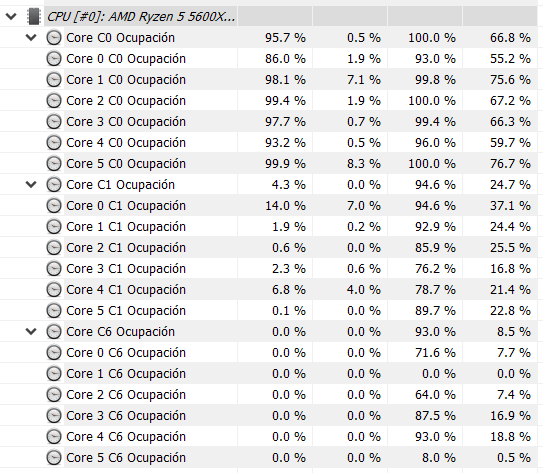 CPU [#0]: AMD Ryzen 5 5600X...
Core C0 Ocupación 95.7 % 0.5 % 100.0 % 66.8 %
Core 0 C0 Ocupación 86.0 % 1.9 % 93.0 % 55.2 %
Core 1 C0 Ocupación 98.1 % 7.1 % 99.8 % 75.6 %
Core 2 C0 Ocupación 99.4 % 1.9 % 100.0 % 67.2 %
Core 3 C0 Ocupación 97.7 % 0.7 % 99.4 % 66.3 %
Core 4 C0 Ocupación 93.2 % 0.5 % 96.0 % 59.7 %
Core 5 C0 Ocupación 99.9 % 8.3 % 100.0 % 76.7 %
Core C1 Ocupación 4.3 % 0.0 % 94.6 % 24.7 %
Core 0 C1 Ocupación 14.0 % 7.0 % 94.6 % 37.1 %
Core 1 C1 Ocupación 1.9 % 0.2 % 92.9 % 24.4 %
Core 2 C1 Ocupación 0.6 % 0.0 % 85.9 % 25.5 %
Core 3 C1 Ocupación 2.3 % 0.6 % 76.2 % 16.8 %
Core 4 C1 Ocupación 6.8 % 4.0 % 78.7 % 21.4 %
Core 5 C1 Ocupación 0.1 % 0.0 % 89.7 % 22.8 %
Core C6 Ocupación 0.0 % 0.0 % 93.0 % 8.5 %
Core 0 C6 Ocupación 0.0 % 0.0 % 71.6 % 7.7 %
Core 1 C6 Ocupación 0.0 % 0.0 % 0.0 % 0.0 %
Core 2 C6 Ocupación 0.0 % 0.0 % 64.0 % 7.4 %
Core 3 C6 Ocupación 0.0 % 0.0 % 87.5 % 16.9 %
Core 4 C6 Ocupación 0.0 % 0.0 % 93.0 % 18.8 %
Core 5 C6 Ocupación 0.0 % 0.0 % 8.0 % 0.5 %